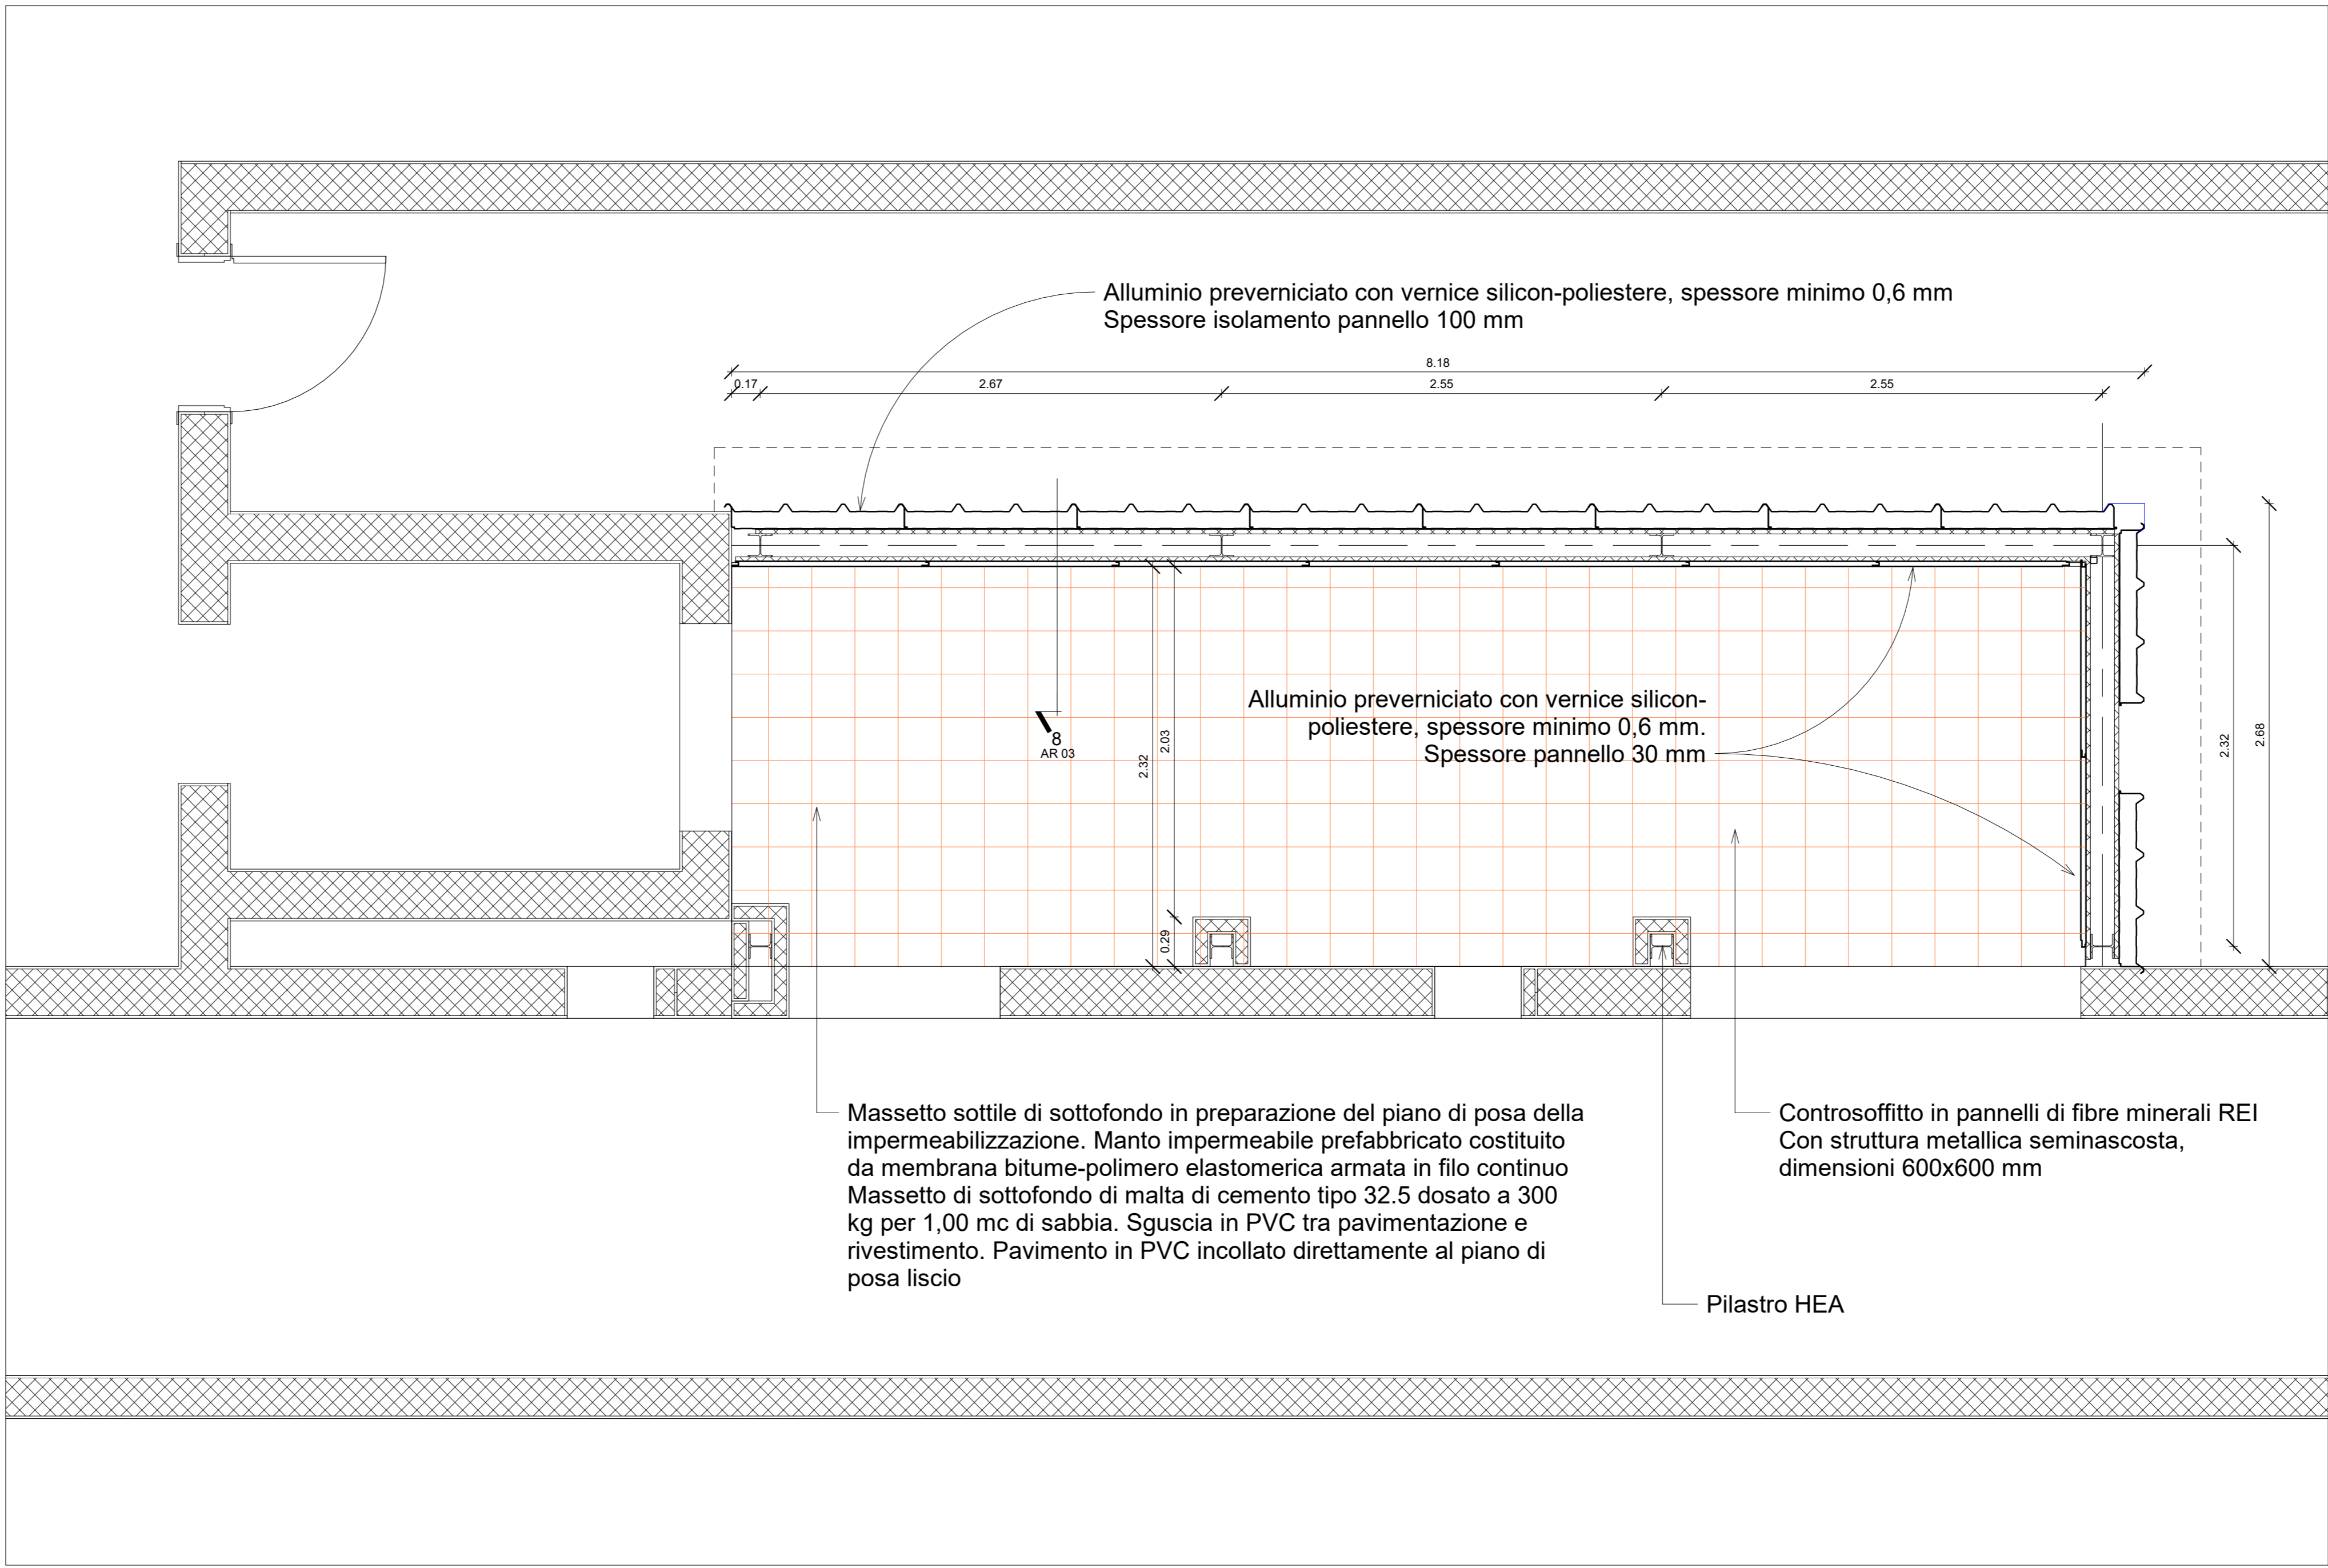 Alluminio preverniciato con vernice silicon-poliestere, spessore minimo 0,6 mm
Spessore isolamento pannello 100 mm
8.18
0.17
2.67
2.55
2.55
Alluminio preverniciato con vernice silicon-
poliestere, spessore minimo 0,6 mm.
Spessore pannello 30 mm
8
AR 03
2.32
2.03
0.29
2.32
2.68
Massetto sottile di sottofondo in preparazione del piano di posa della
impermeabilizzazione. Manto impermeabile prefabbricato costituito
da membrana bitume-polimero elastomerica armata in filo continuo
Massetto di sottofondo di malta di cemento tipo 32.5 dosato a 300
kg per 1,00 mc di sabbia. Sguscia in PVC tra pavimentazione e
rivestimento. Pavimento in PVC incollato direttamente al piano di
posa liscio
Controsoffitto in pannelli di fibre minerali REI
Con struttura metallica seminascosta,
dimensioni 600x600 mm
Pilastro HEA